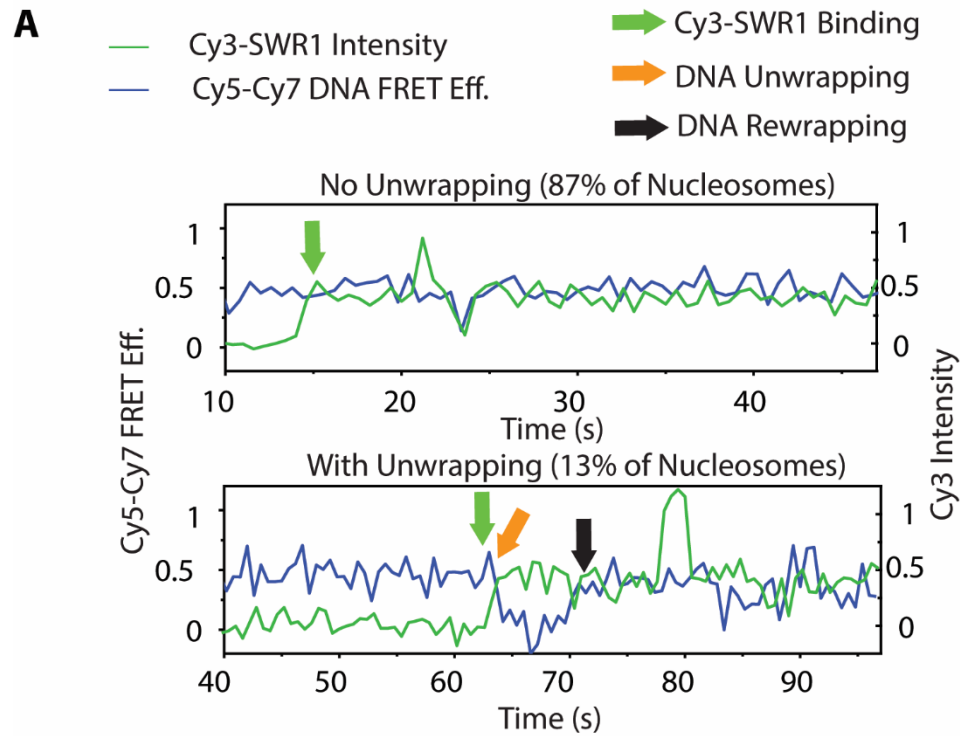 A
Cy3-SWR1 Intensity
Cy5-Cy7 DNA FRET Eff.
Cy3-SWR1 Binding
DNA Unwrapping
DNA Rewrapping
No Unwrapping (87% of Nucleosomes)
1
0.5
0
1
0.5
0
10 20 30 40
Time (s)
With Unwrapping (13% of Nucleosomes)
1
0.5
0
1
0.5
0
40 50 60 70 80 90
Time (s)
Cy5-Cy7 FRET Eff.
Cy3 Intensity